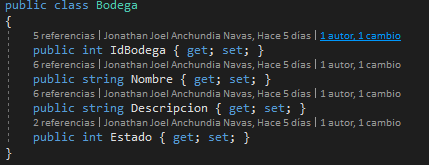 public class Bodega
{
5 referencias | Jonathan Joel Anchundia Navas, Hace 5 días | 1 autor, 1 cambio
public int IdBodega { get; set; }
6 referencias | Jonathan Joel Anchundia Navas, Hace 5 días | 1 autor, 1 cambio
public string Nombre { get; set; }
6 referencias | Jonathan Joel Anchundia Navas, Hace 5 días | 1 autor, 1 cambio
public string Descripcion { get; set; }
2 referencias | Jonathan Joel Anchundia Navas, Hace 5 días | 1 autor, 1 cambio
public int Estado { get; set; }
}